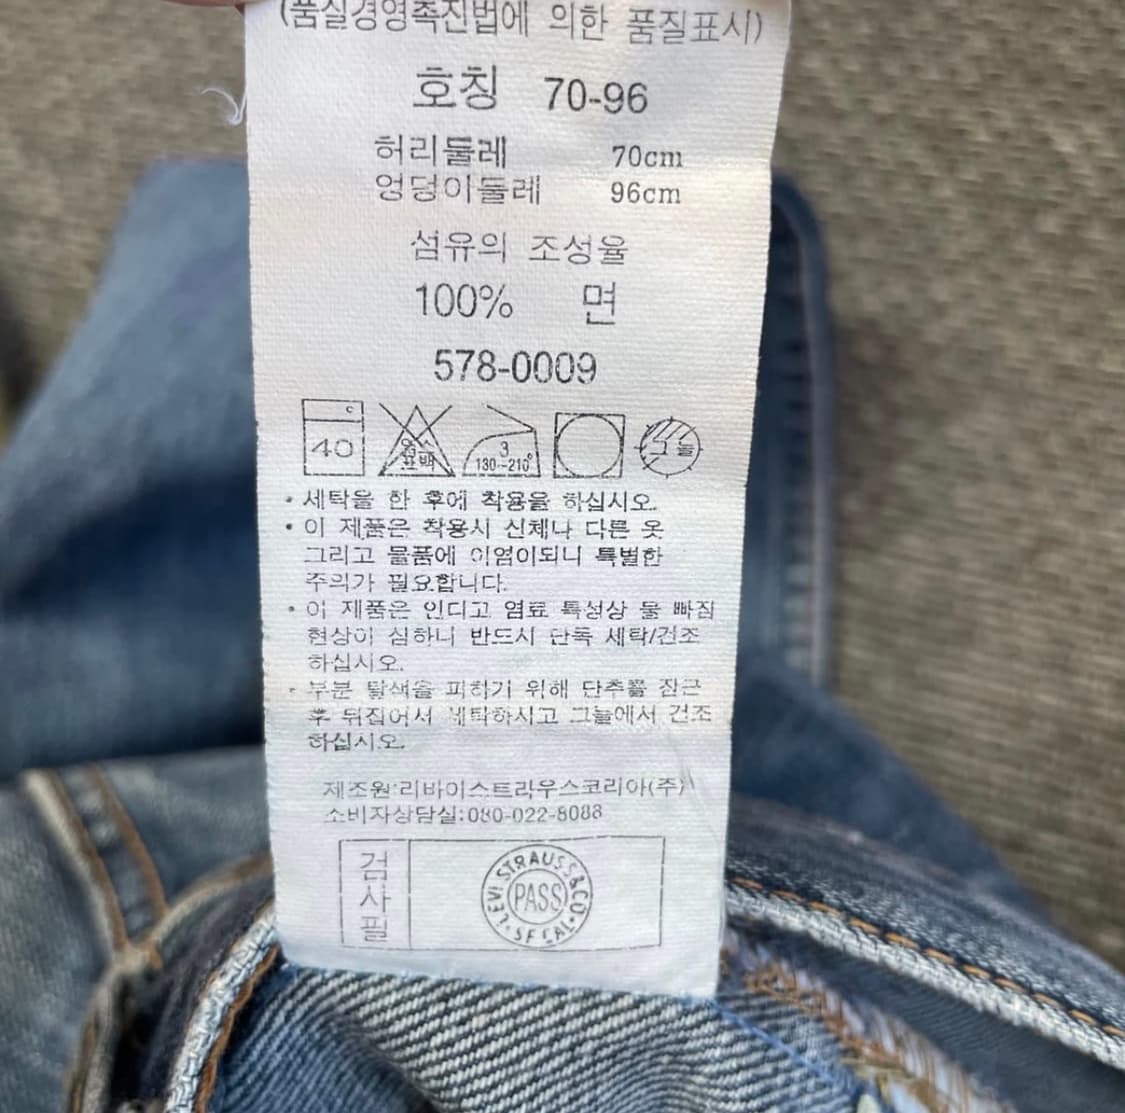 (품질경영촉진법에 의한 품질표시)
호칭 70-96
허리둘레 70cm
엉덩이둘레 96cm
섬유의 조성율
100% 면
578-0009
40 염소표백 3 130~210° 그늘
• 세탁을 한 후에 착용을 하십시오.
• 이 제품은 착용시 신체나 다른 옷
그리고 물품에 이염이되니 특별한
주의가 필요합니다.
• 이 제품은 인디고 염료 특성상 물 빠짐
현상이 심하니 반드시 단독 세탁/건조
하십시오.
• 부분 탈색을 피하기 위해 단추를 잠근
후 뒤집어서 세탁하시고 그늘에서 건조
하십시오.
제조원:리바이스트라우스코리아(주)
소비자상담실:080-022-8088
검사필
LEVI STRAUSS & CO. S.F. CAL.
PASS